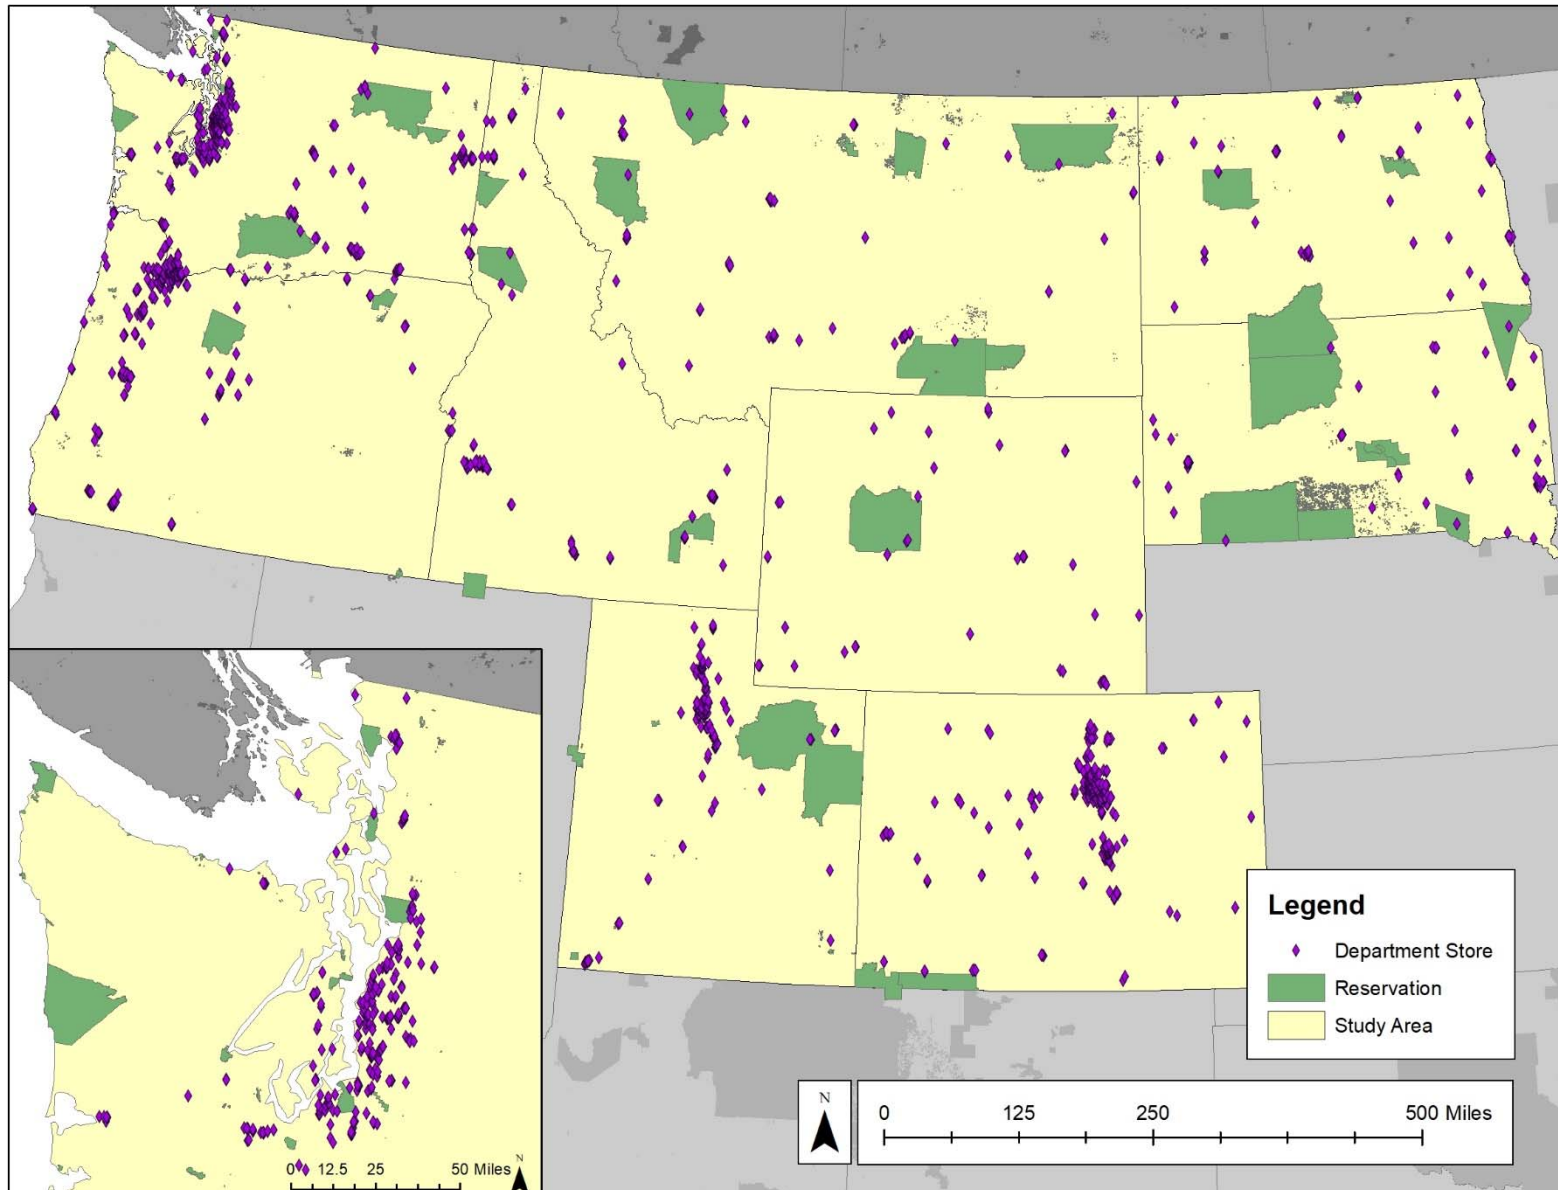 Legend
Department Store
Reservation
Study Area
N
0 125 250 500 Miles
N
0 12.5 25 50 Miles